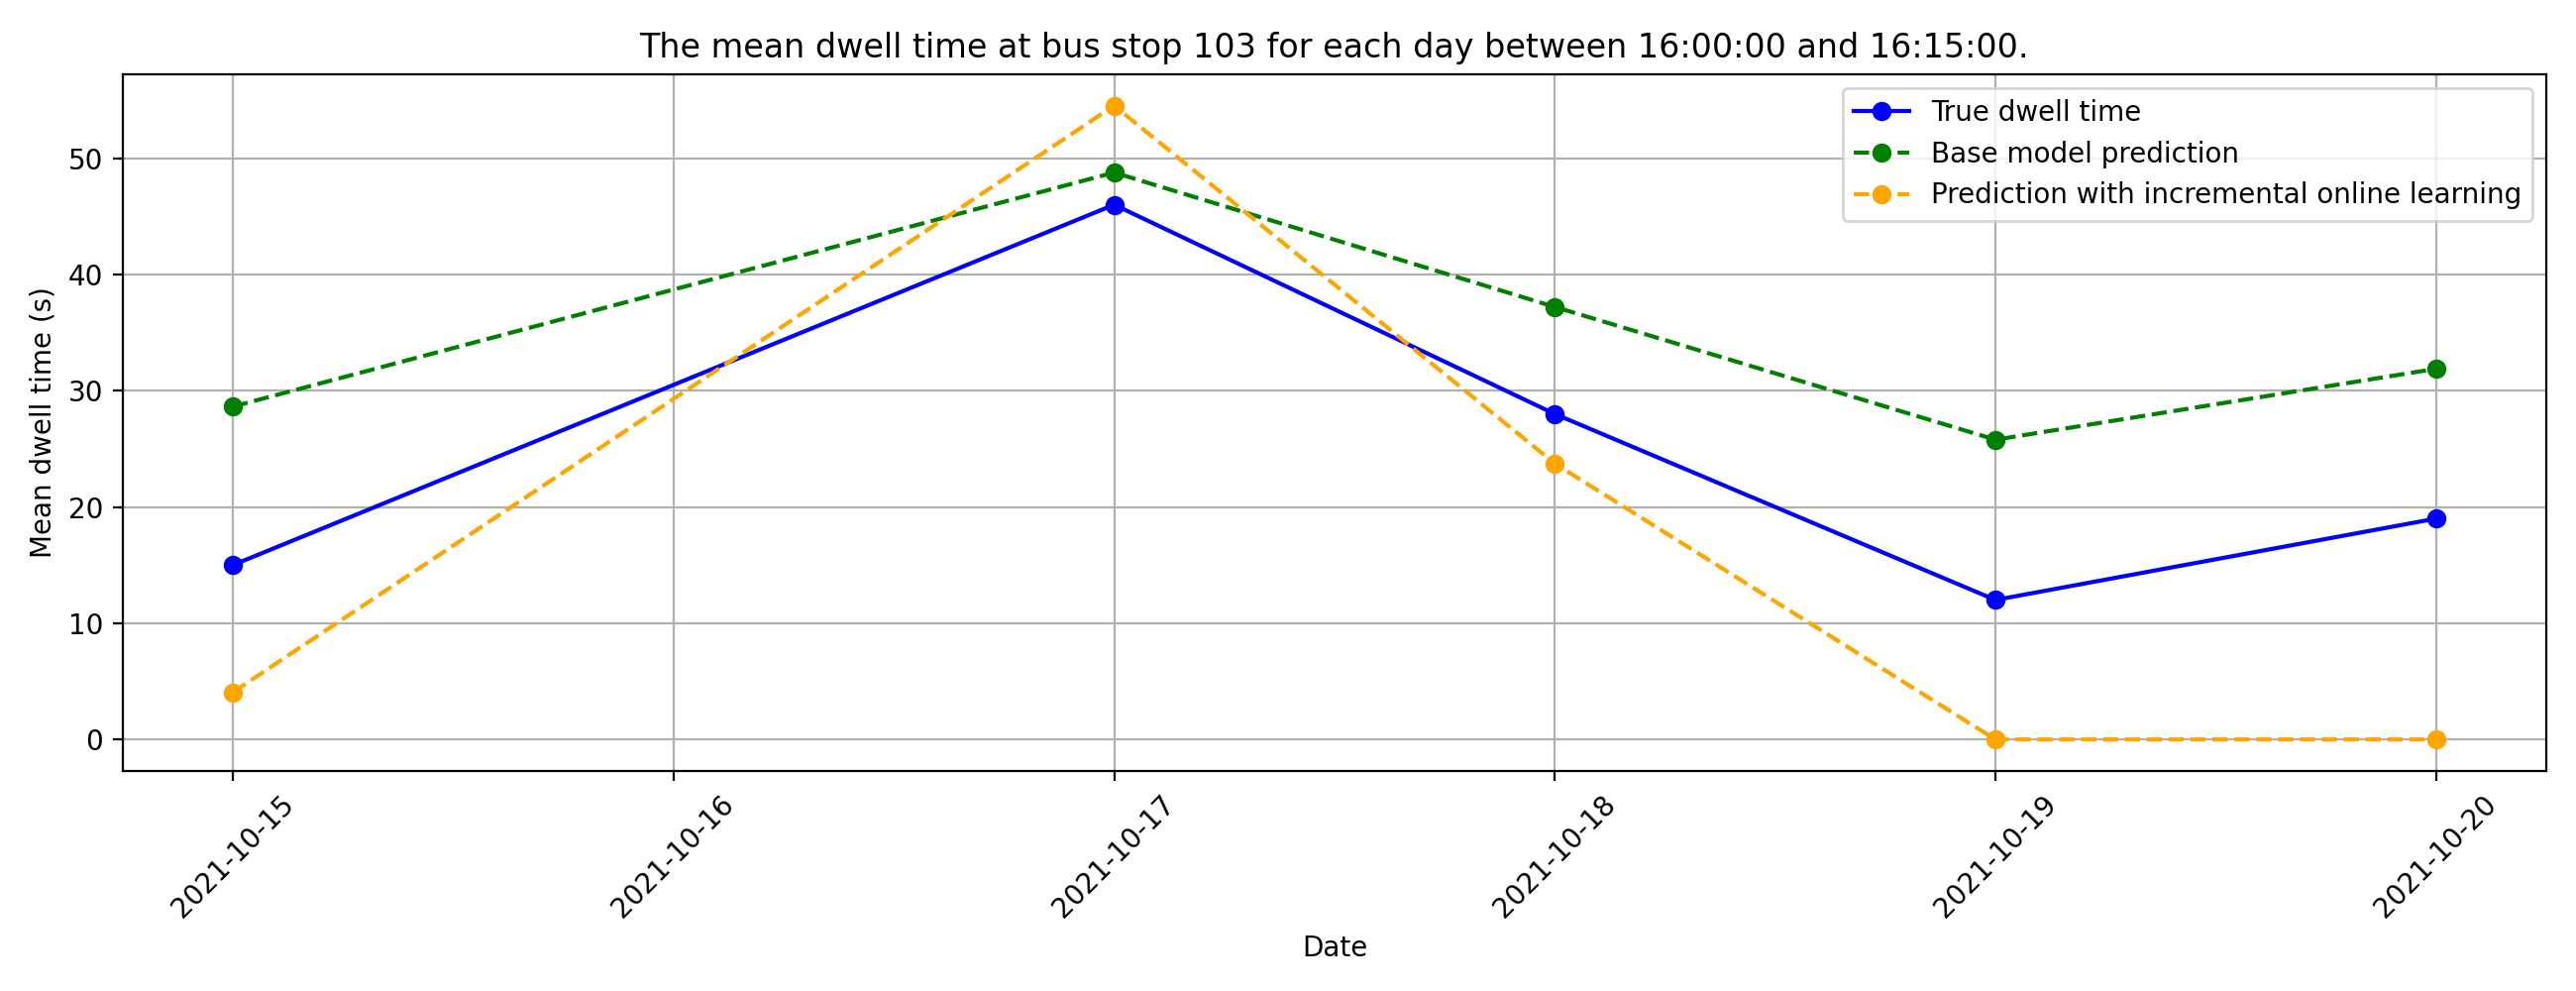 The mean dwell time at bus stop 103 for each day between 16:00:00 and 16:15:00.
True dwell time
Base model prediction
Prediction with incremental online learning
Mean dwell time (s)
50
40
30
20
10
0
2021-10-15
2021-10-16
2021-10-17
2021-10-18
2021-10-19
2021-10-20
Date